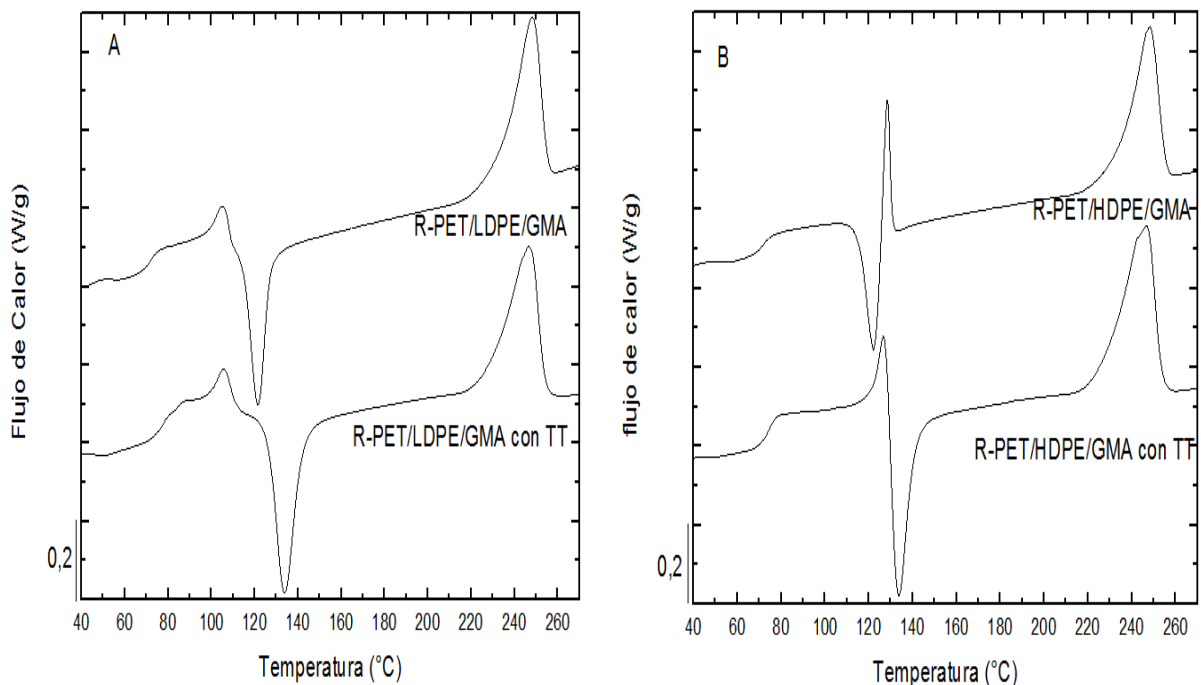 A
Flujo de Calor (W/g)
R-PET/LDPE/GMA
R-PET/LDPE/GMA con TT
0,2
40 60 80 100 120 140 160 180 200 220 240 260
Temperatura (°C)
B
flujo de calor (W/g)
R-PET/HDPE/GMA
R-PET/HDPE/GMA con TT
0,2
40 60 80 100 120 140 160 180 200 220 240 260
Temperatura (°C)